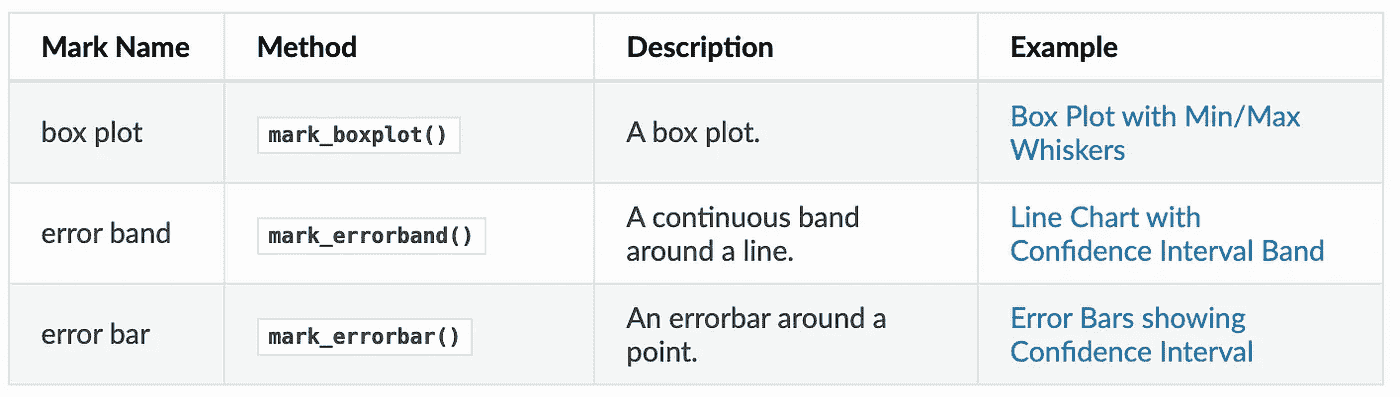 Mark Name Method Description Example
box plot mark_boxplot() A box plot. Box Plot with Min/Max
Whiskers
error band mark_errorband() A continuous band
around a line. Line Chart with
Confidence Interval Band
error bar mark_errorbar() An errorbar around a
point. Error Bars showing
Confidence Interval